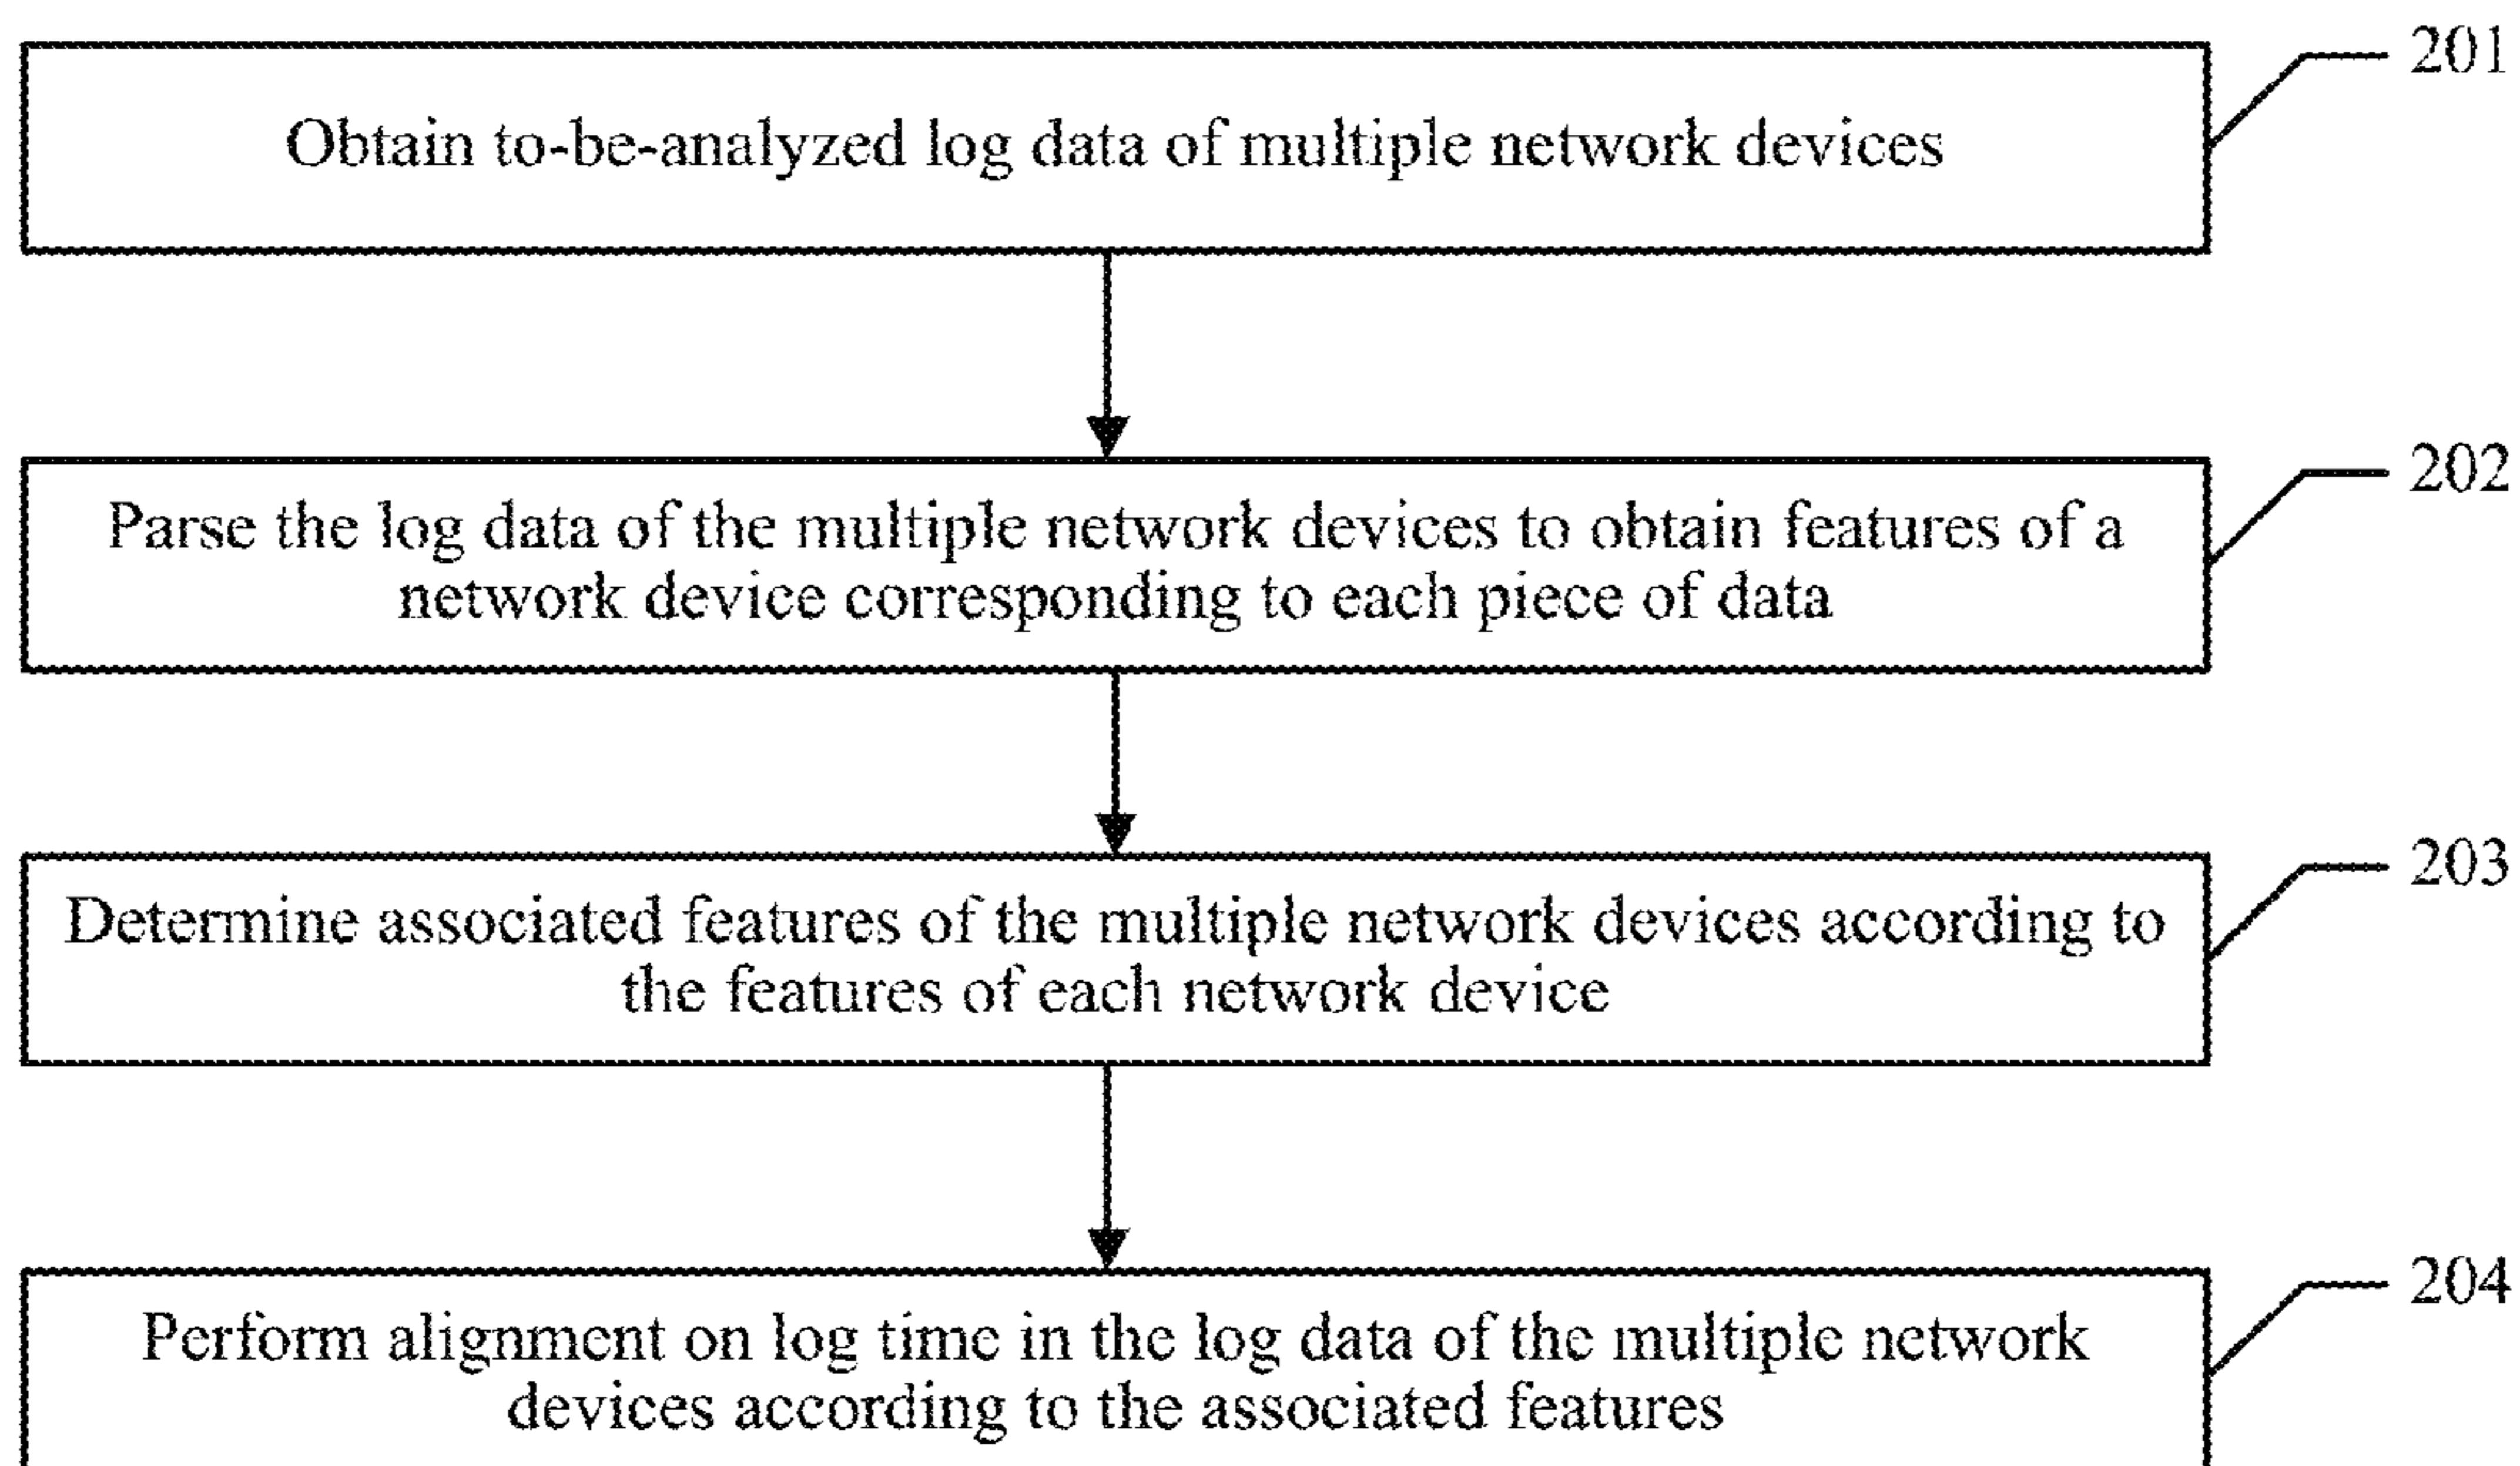 201
Obtain to-be-analyzed log data of multiple network devices
202
Parse the log data of the multiple network devices to obtain features of a
network device corresponding to each piece of data
203
Determine associated features of the multiple network devices according to
the features of each network device
204
Perform alignment on log time in the log data of the multiple network
devices according to the associated features